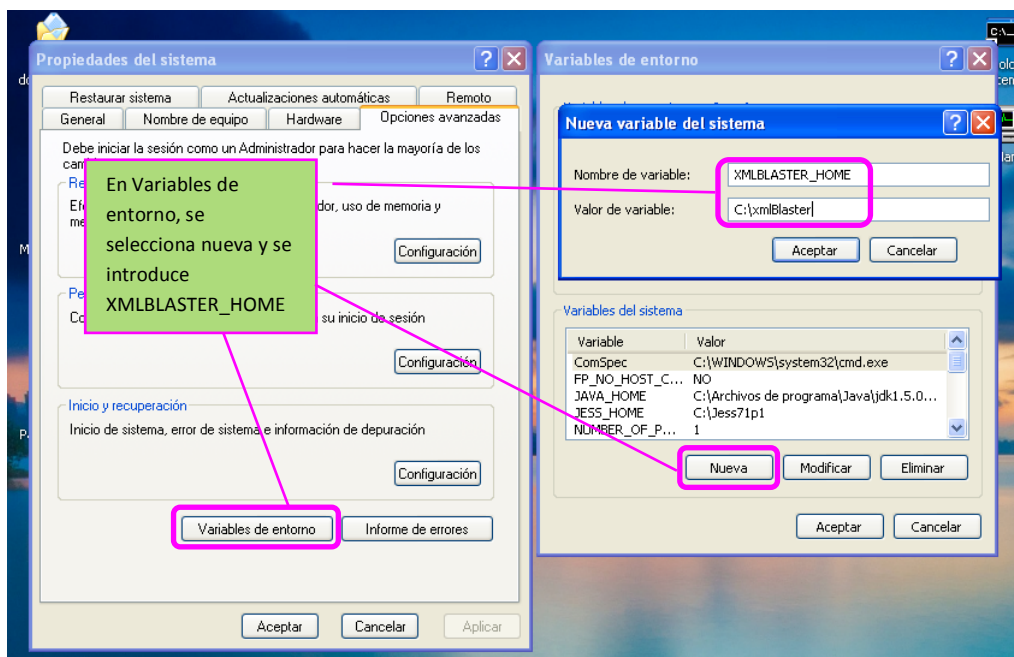 C:\
Propiedades del sistema
Restaurar sistema Actualizaciones automáticas Remoto
General Nombre de equipo Hardware Opciones avanzadas
Debe iniciar la sesión como un Administrador para hacer la mayoría de los
En Variables de
entorno, se
selecciona nueva y se
introduce
XMLBLASTER_HOME
uso de memoria y
Configuración
su inicio de sesión
Configuración
Inicio y recuperación
Inicio de sistema, error de sistema e información de depuración
Configuración
Variables de entorno Informe de errores
Aceptar Cancelar Aplicar
Variables de entorno
Nueva variable del sistema
Nombre de variable: XMLBLASTER_HOME
Valor de variable: C:\xmlBlaster
Aceptar Cancelar
Variables del sistema
Variable Valor
ComSpec C:\WINDOWS\system32\cmd.exe
FP_NO_HOST_C... NO
JAVA_HOME C:\Archivos de programa\Java\jdk1.5.0...
JESS_HOME C:\Jess71p1
NUMBER_OF_P... 1
Nueva Modificar Eliminar
Aceptar Cancelar